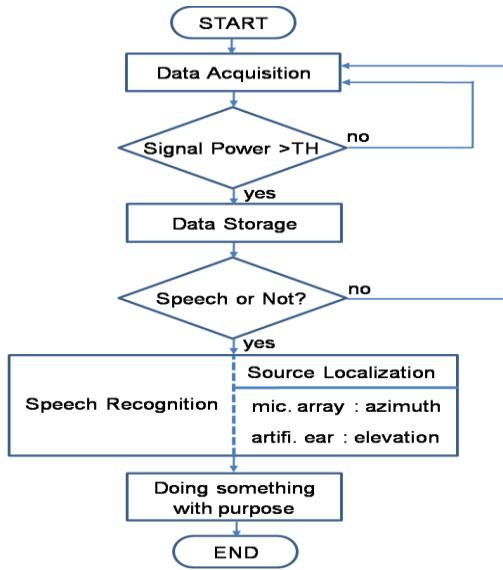 START
Data Acquisition
Signal Power >TH
no
yes
Data Storage
Speech or Not?
no
yes
Speech Recognition
Source Localization
mic. array : azimuth
artifi. ear : elevation
Doing something
with purpose
END